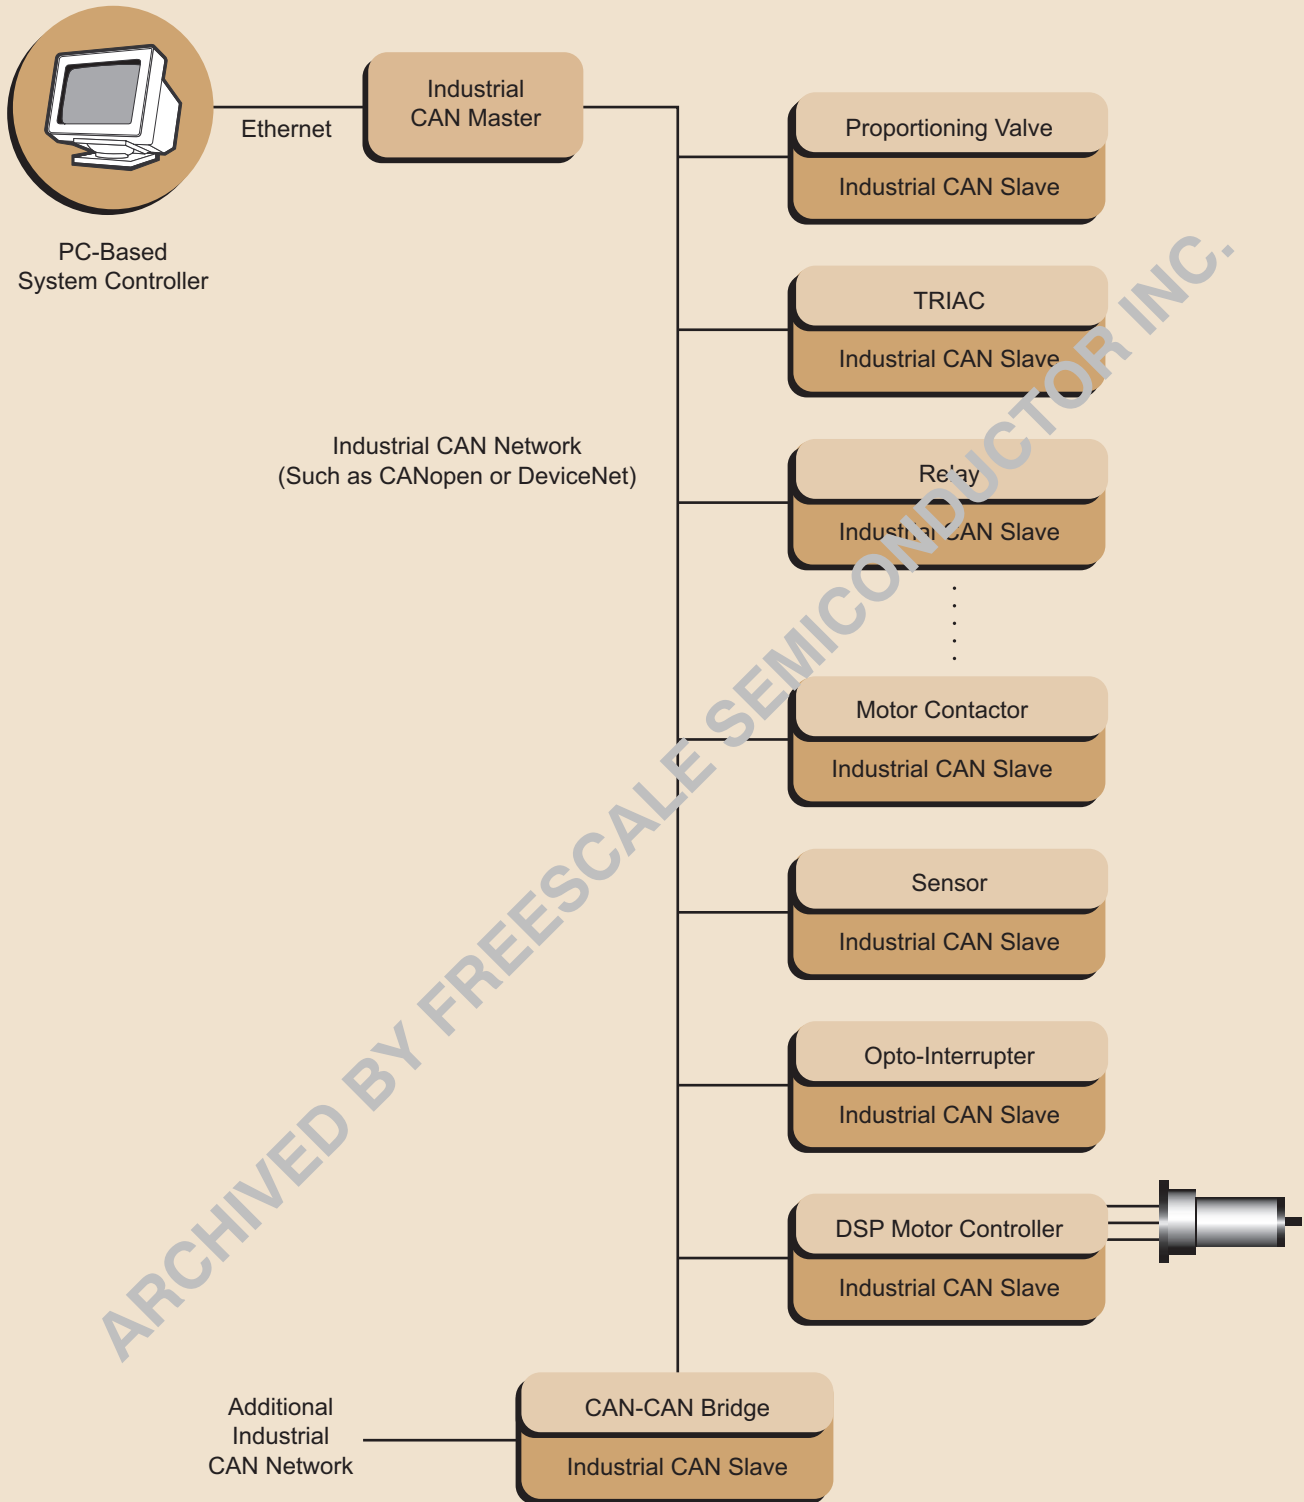 Industrial
CAN Master
Ethernet
PC-Based
System Controller
Industrial CAN Network
(Such as CANopen or DeviceNet)
Proportioning Valve
Industrial CAN Slave
TRIAC
Industrial CAN Slave
Relay
Industrial CAN Slave
Motor Contactor
Industrial CAN Slave
Sensor
Industrial CAN Slave
Opto-Interrupter
Industrial CAN Slave
DSP Motor Controller
Industrial CAN Slave
CAN-CAN Bridge
Industrial CAN Slave
Additional
Industrial
CAN Network
ARCHIVED BY FREESCALE SEMICONDUCTOR INC.